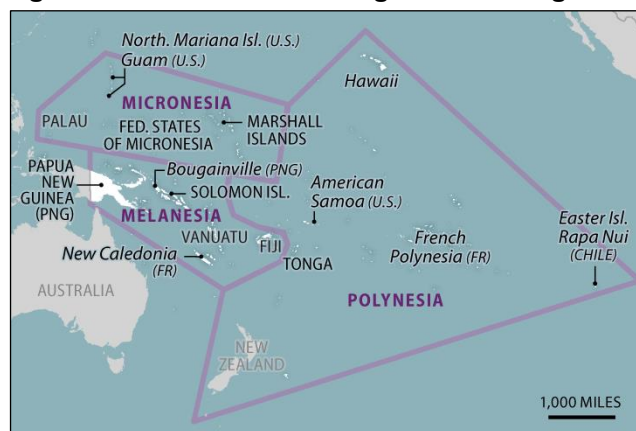 North. Mariana Isl. (U.S.)
Guam (U.S.)
Hawaii
MICRONESIA
PALAU
FED. STATES
OF MICRONESIA
MARSHALL
ISLANDS
PAPUA
NEW
GUINEA
(PNG)
Bougainville (PNG)
SOLOMON ISL.
MELANESIA
American
Samoa (U.S.)
VANUATU
FIJI
TONGA
New Caledonia
(FR)
French
Polynesia (FR)
Easter Isl.
Rapa Nui
(CHILE)
AUSTRALIA
POLYNESIA
NEW
ZEALAND
1,000 MILES